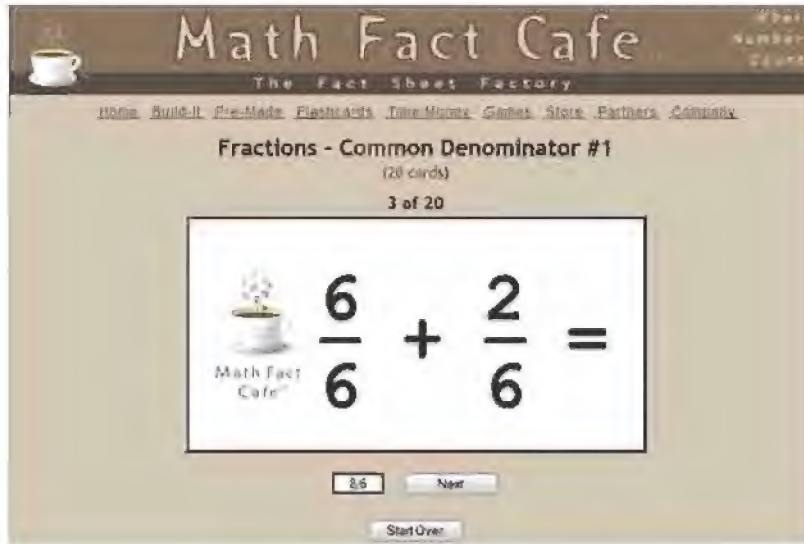 Math Fact Cafe
The Fact Sheet Factory
Home Build-It Pre-Made Flashcards Time Money Games Store Partners Company
Fractions - Common Denominator #1
(20 cards)
3 of 20
6 2
+ =
6 6
Math Fact
Cafe
Next
Start Over